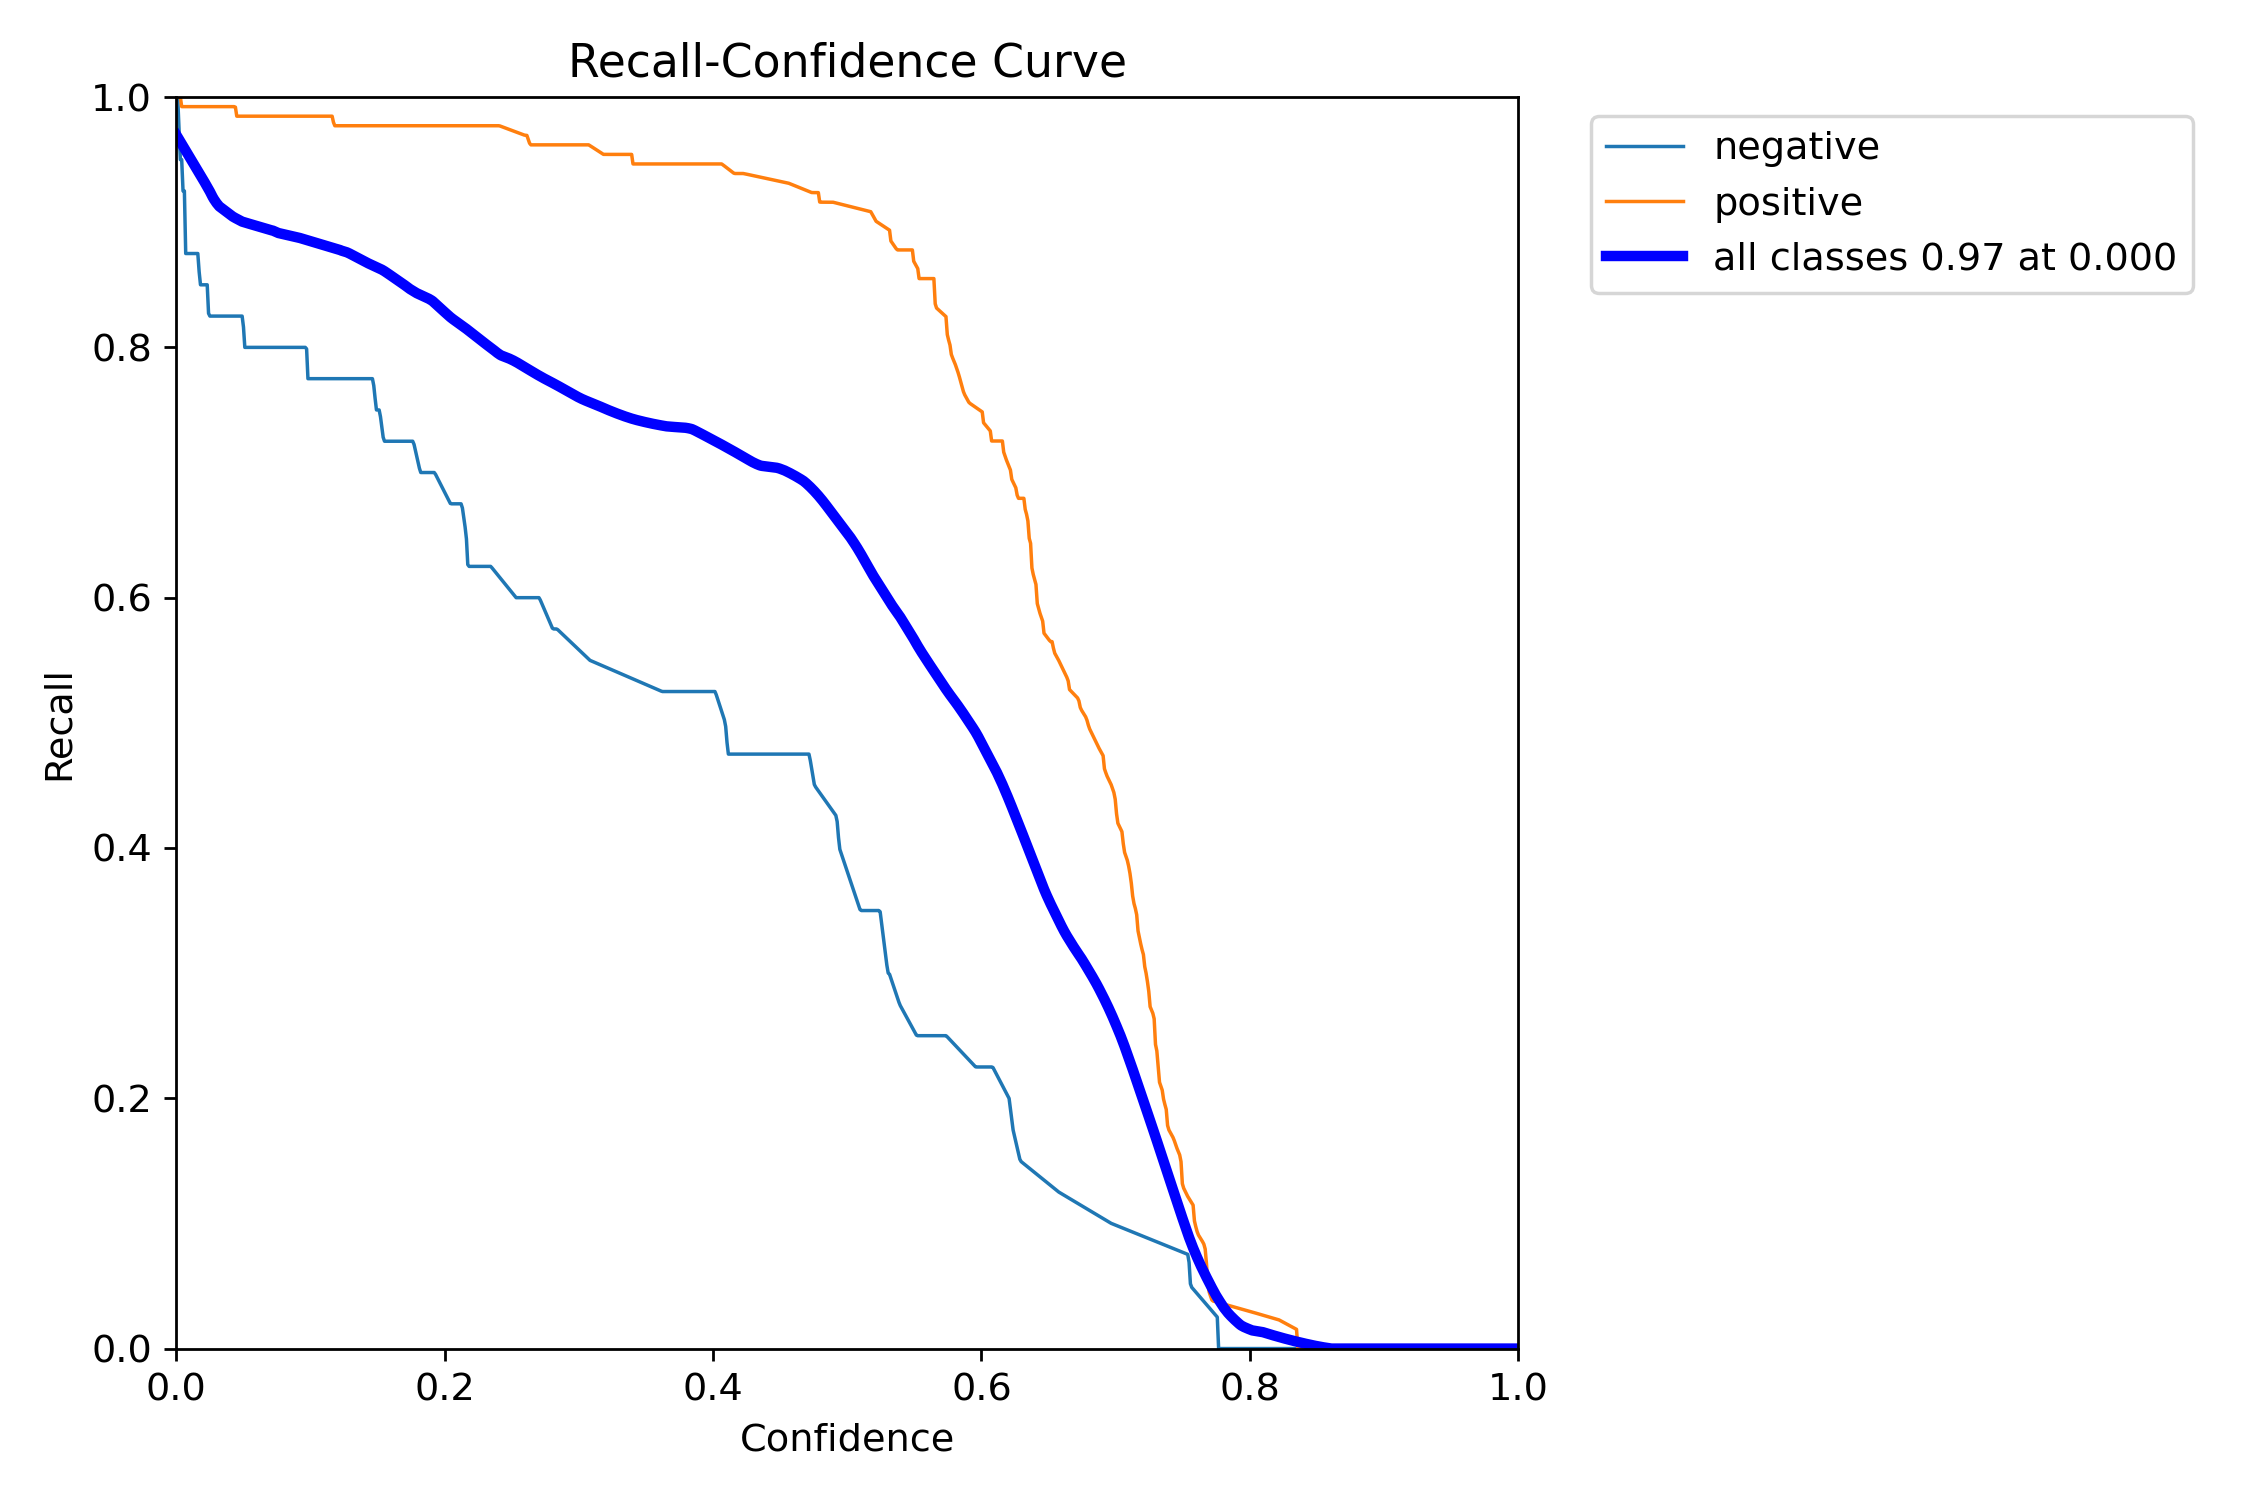 Recall-Confidence Curve
1.0
0.8
0.6
0.4
0.2
0.0
Recall
0.0 0.2 0.4 0.6 0.8 1.0
Confidence
negative
positive
all classes 0.97 at 0.000